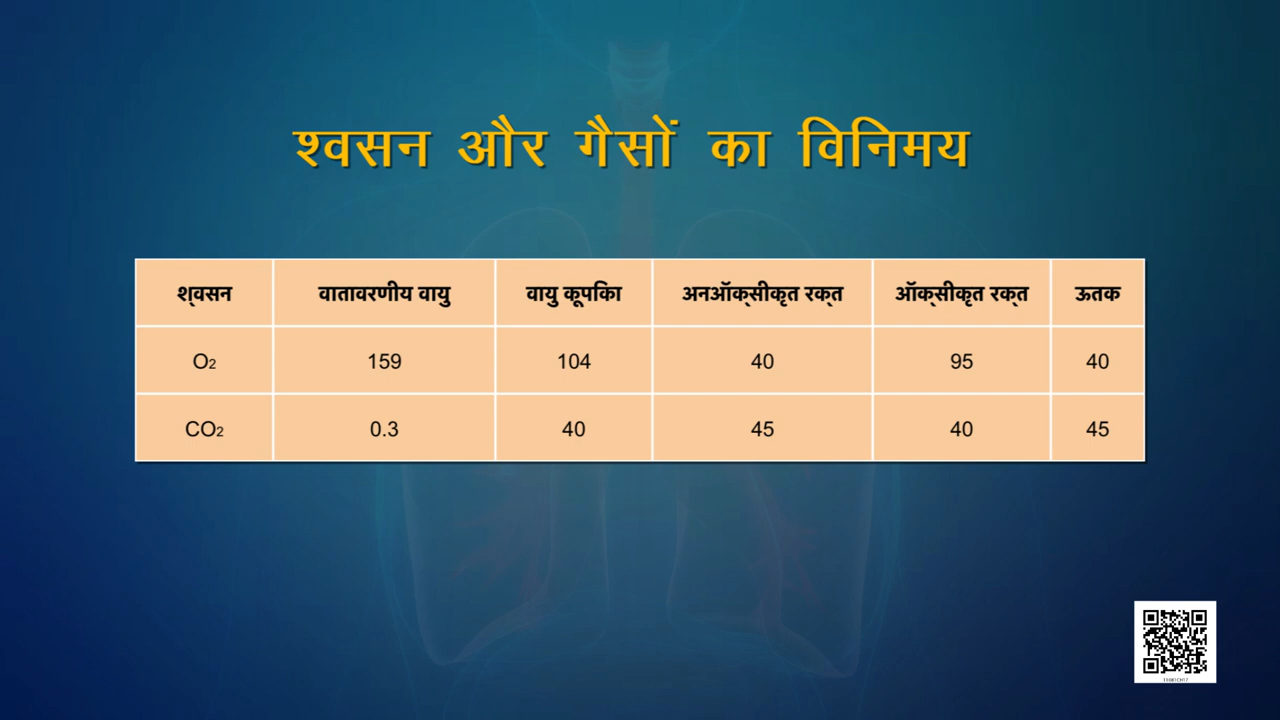 श्वसन और गैसों का विनिमय
श्वसन वातावरणीय वायु वायु कूपिका अनऑक्सीकृत रक्त ऑक्सीकृत रक्त ऊतक
O₂ 159 104 40 95 40
CO₂ 0.3 40 45 40 45